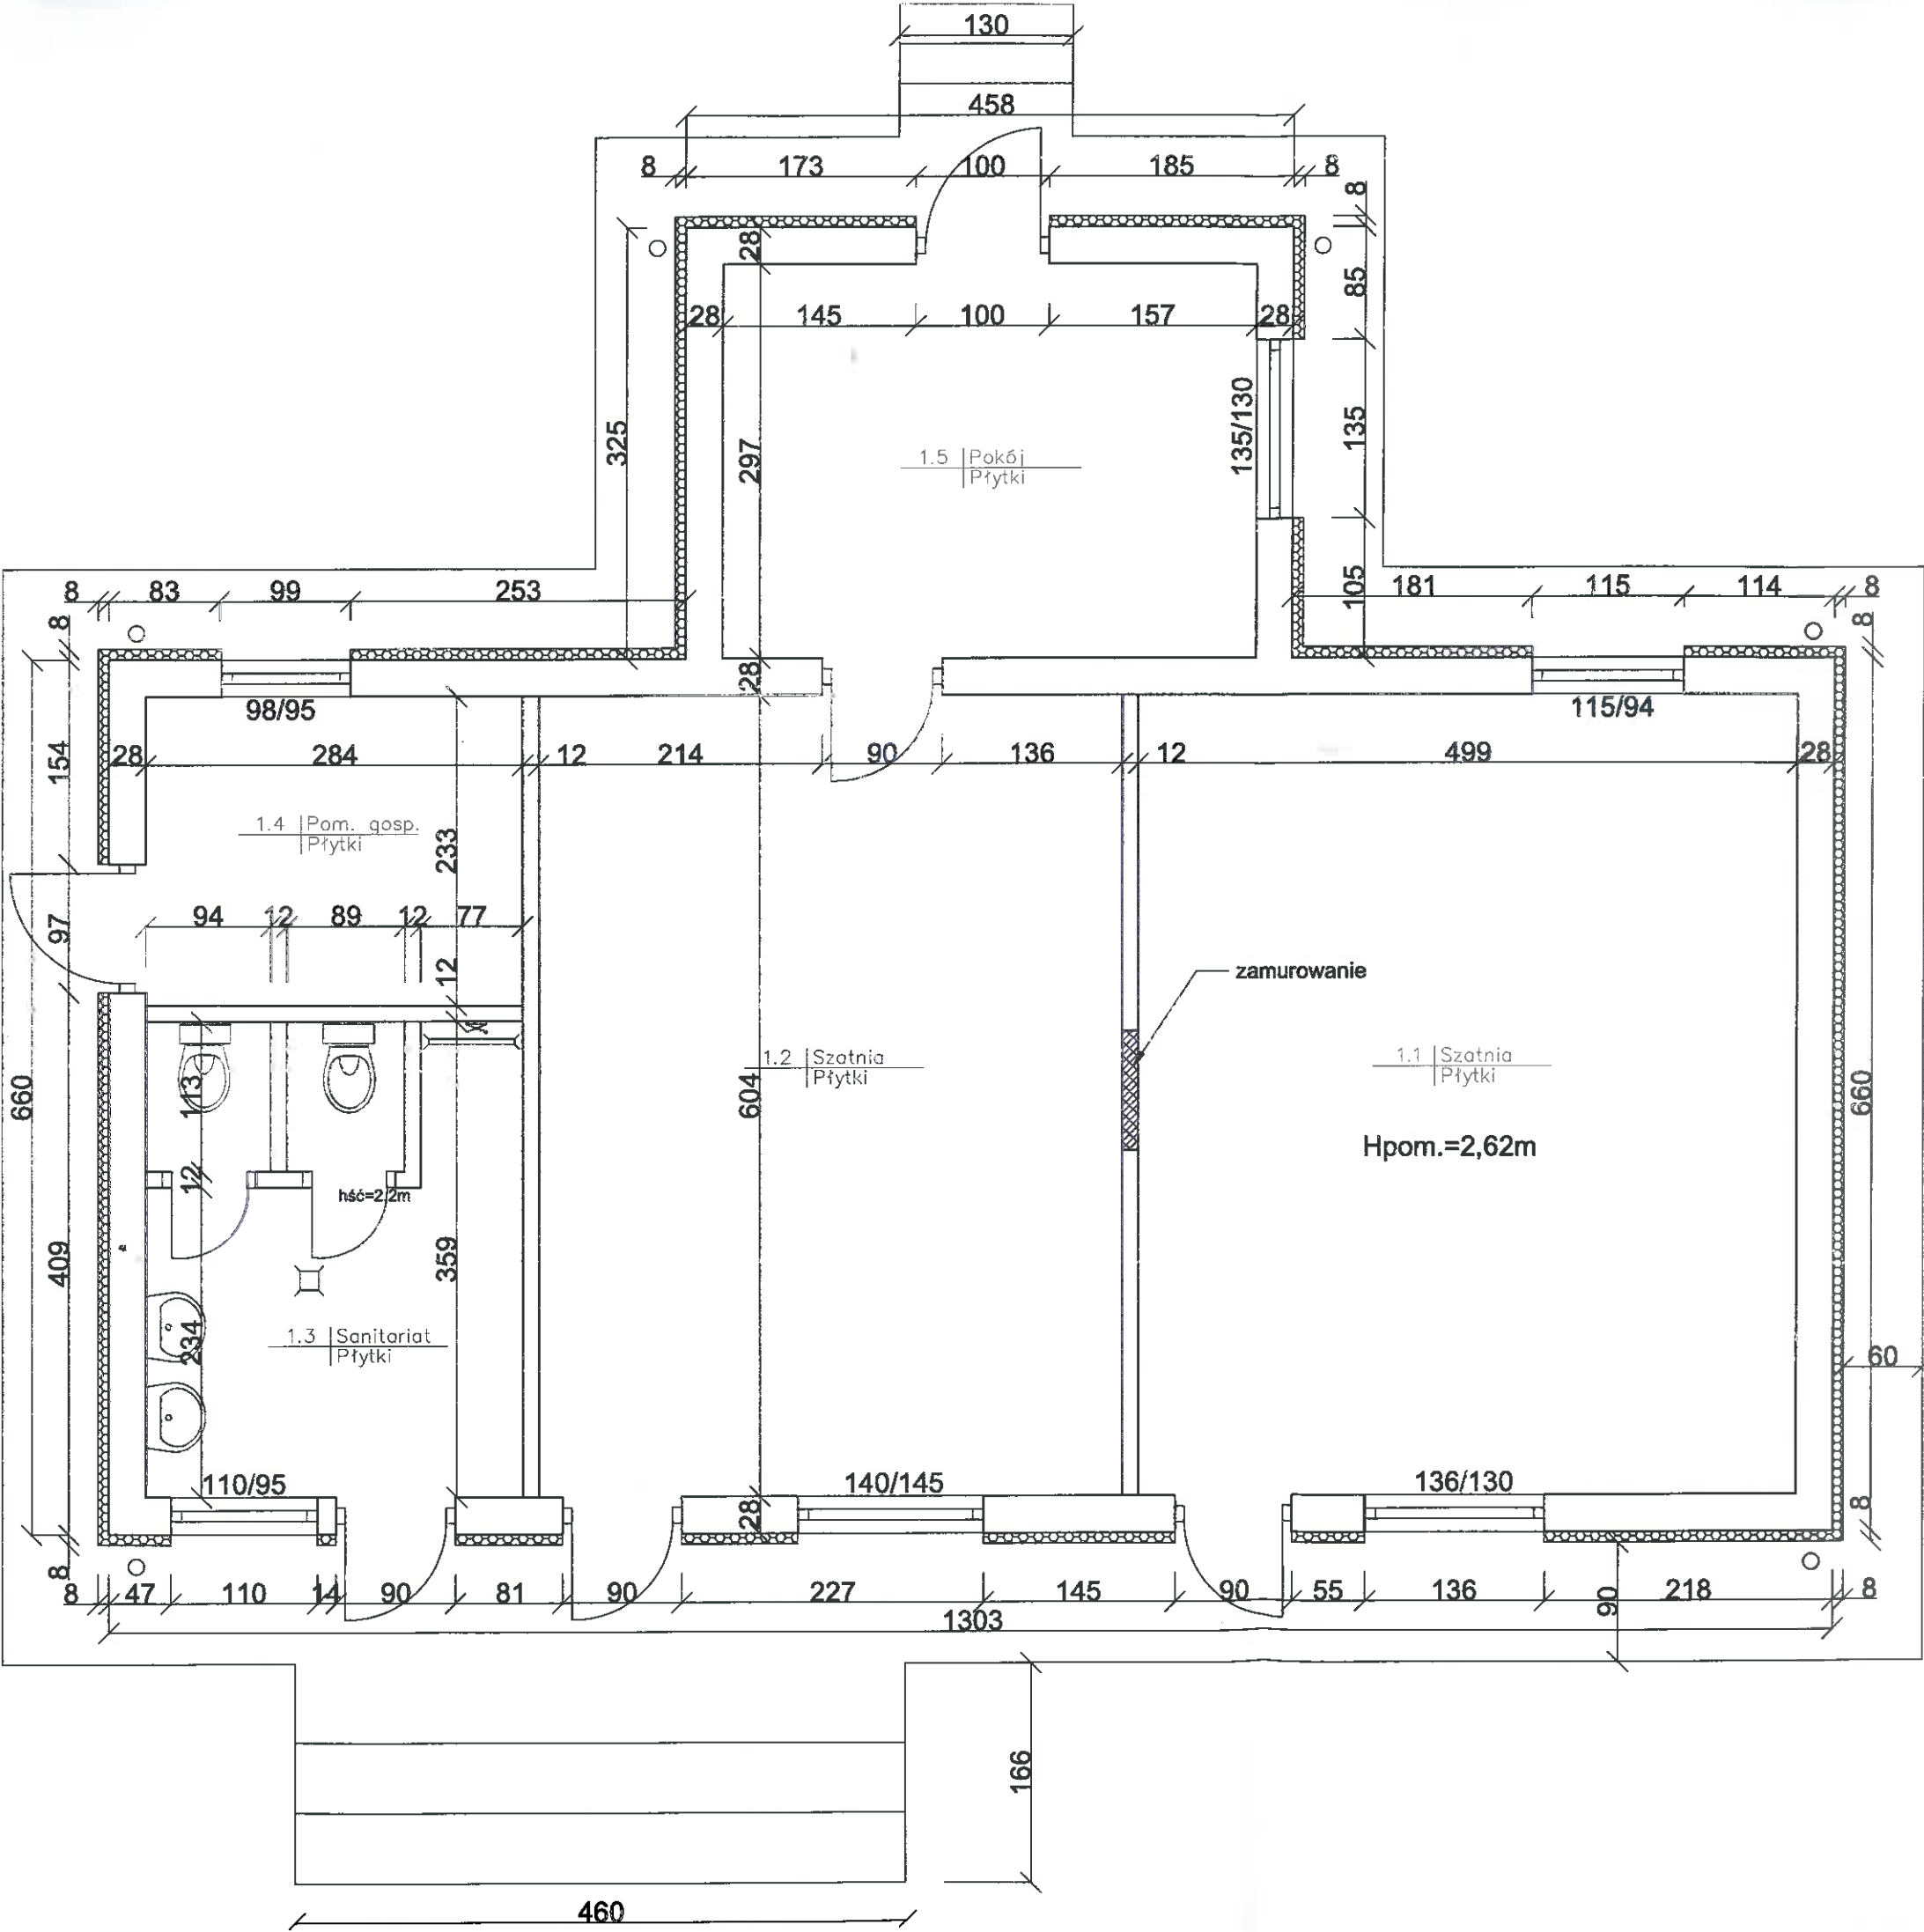 130
458
8 173 100 185 8
8
28
28 145 100 157 28
85
325
297
135/130
135
1.5 Pokój
Płytki
105
8 83 99 253
181 115 114 8
8
8
28
98/95
115/94
154
28 284 12 214 90 136 12 499 28
1.4 Pom. gosp.
Płytki
233
97
94 12 89 12 77
12
zamurowanie
660
113
604
1.2 Szatnia
Płytki
1.1 Szatnia
Płytki
660
Hpom.=2,62m
12
hść=2,2m
409
359
234
1.3 Sanitariat
Płytki
60
110/95
140/145
136/130
28
8
8
8 47 110 14 90 81 90 227 145 90 55 136 218 8
90
1303
166
460